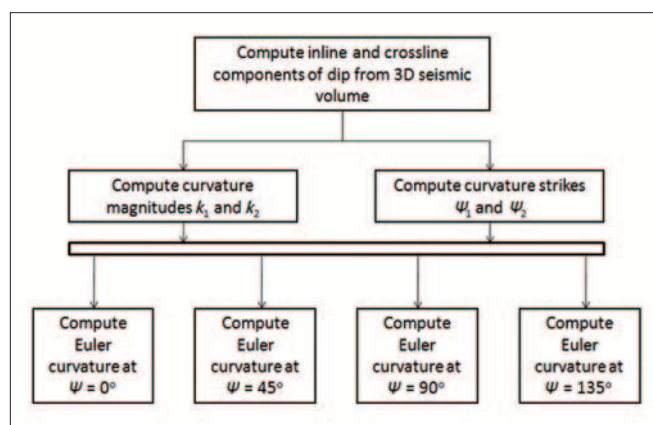 Compute inline and crossline
components of dip from 3D seismic
volume
Compute curvature
magnitudes k₁ and k₂
Compute curvature strikes
Ψ₁ and Ψ₂
Compute
Euler
curvature at
Ψ = 0°
Compute
Euler
curvature at
Ψ = 45°
Compute
Euler
curvature at
Ψ = 90°
Compute
Euler
curvature at
Ψ = 135°